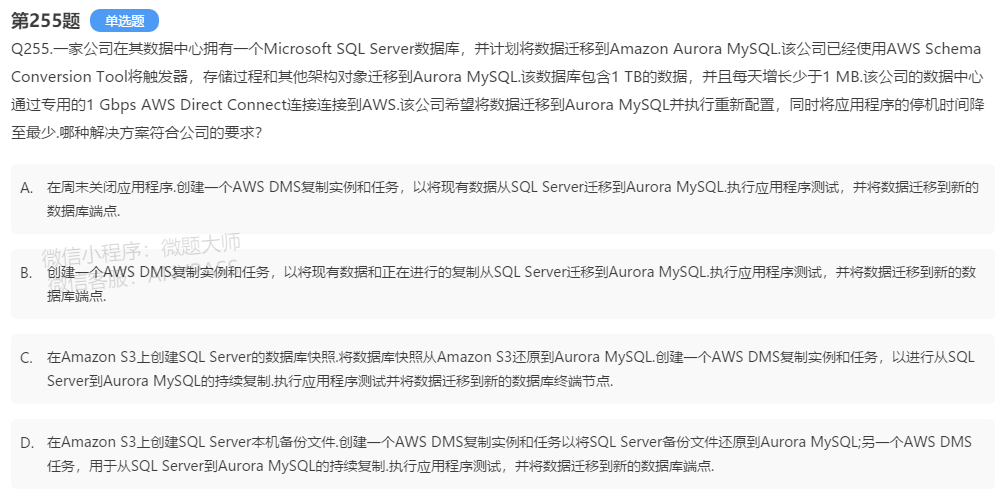 第255题 单选题
Q255.一家公司在其数据中心拥有一个Microsoft SQL Server数据库，并计划将数据迁移到Amazon Aurora MySQL.该公司已经使用AWS Schema
Conversion Tool将触发器，存储过程和其他架构对象迁移到Aurora MySQL.该数据库包含1 TB的数据，并且每天增长少于1 MB.该公司的数据中心
通过专用的1 Gbps AWS Direct Connect连接连接到AWS.该公司希望将数据迁移到Aurora MySQL并执行重新配置，同时将应用程序的停机时间降
至最少.哪种解决方案符合公司的要求?
A. 在周末关闭应用程序.创建一个AWS DMS复制实例和任务，以将现有数据从SQL Server迁移到Aurora MySQL.执行应用程序测试，并将数据迁移到新的
数据库端点.
微信小程序：微题大师
微信客服：
B. 创建一个AWS DMS复制实例和任务，以将现有数据和正在进行的复制从SQL Server迁移到Aurora MySQL.执行应用程序测试，并将数据迁移到新的数
据库端点.
C. 在Amazon S3上创建SQL Server的数据库快照.将数据库快照从Amazon S3还原到Aurora MySQL.创建一个AWS DMS复制实例和任务，以进行从SQL
Server到Aurora MySQL的持续复制.执行应用程序测试并将数据迁移到新的数据库终端节点.
D. 在Amazon S3上创建SQL Server本机备份文件.创建一个AWS DMS复制实例和任务以将SQL Server备份文件还原到Aurora MySQL;另一个AWS DMS
任务，用于从SQL Server到Aurora MySQL的持续复制.执行应用程序测试，并将数据迁移到新的数据库端点.